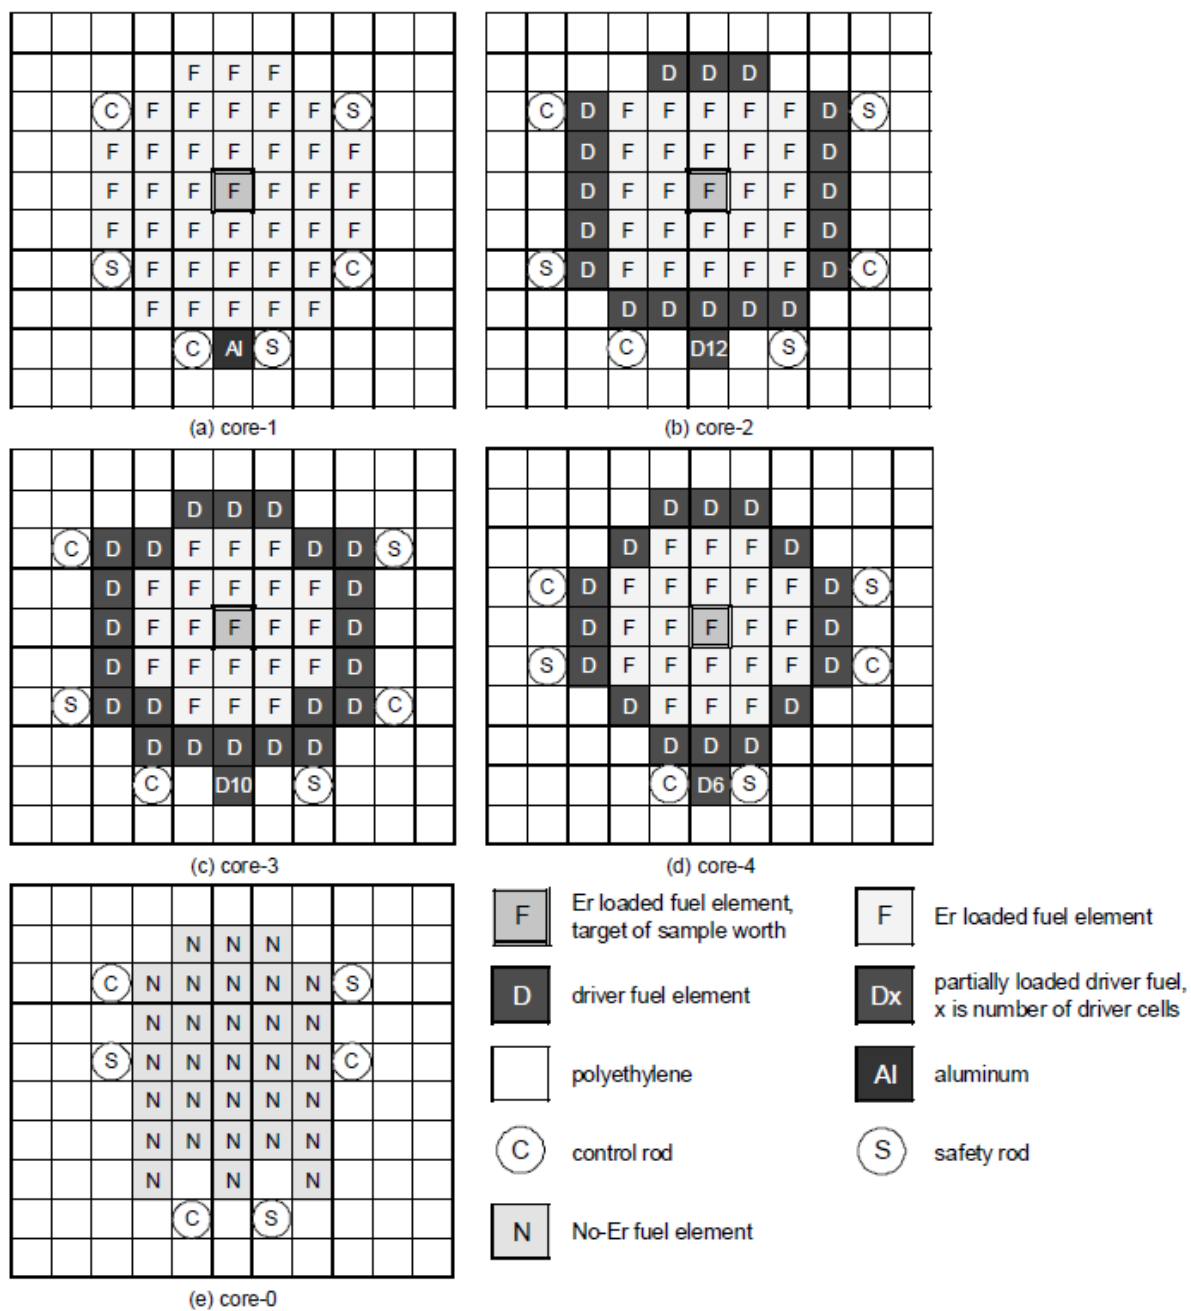 F F F
C F F F F F S
F F F F F F F
F F F F F F F
F F F F F F F
S F F F F F C
F F F F F
C Al S
(a) core-1
D D D
C D F F F F F D S
D F F F F F D
D F F F F F D
D F F F F F D
S D F F F F F D C
D D D D D
C D12 S
(b) core-2
D D D
C D D F F F D D S
D F F F F F D
D F F F F F D
D F F F F F D
S D D F F F D D C
D D D D D
C D10 S
(c) core-3
D D D
D F F F D
C D F F F F F D S
D F F F F F D
S D F F F F F D C
D F F F D
D D D
C D6 S
(d) core-4
N N N
C N N N N N S
N N N N N
S N N N N N C
N N N N N
N N N N N
N N N
C S
(e) core-0
F Er loaded fuel element,
target of sample worth
F Er loaded fuel element
D driver fuel element
Dx partially loaded driver fuel,
x is number of driver cells
polyethylene
Al aluminum
C control rod
S safety rod
N No-Er fuel element